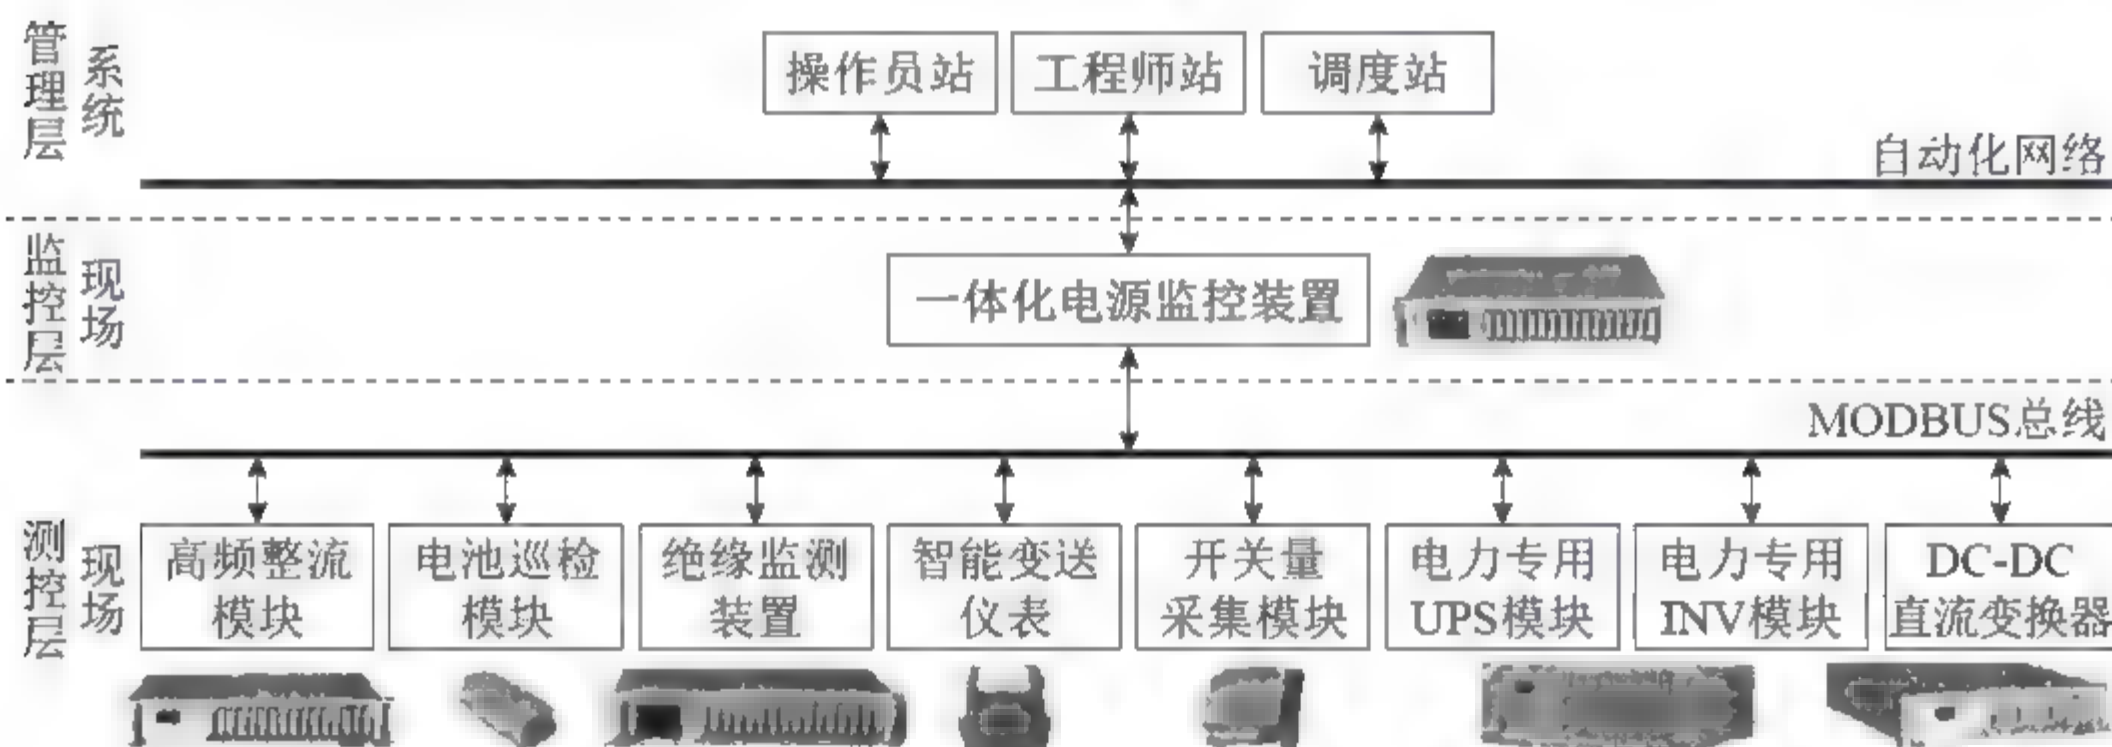 系统
管理层
操作员站
工程师站
调度站
自动化网络
现场
监控层
一体化电源监控装置
MODBUS总线
现场
测控层
高频整流
模块
电池巡检
模块
绝缘监测
装置
智能变送
仪表
开关量
采集模块
电力专用
UPS模块
电力专用
INV模块
DC-DC
直流变换器